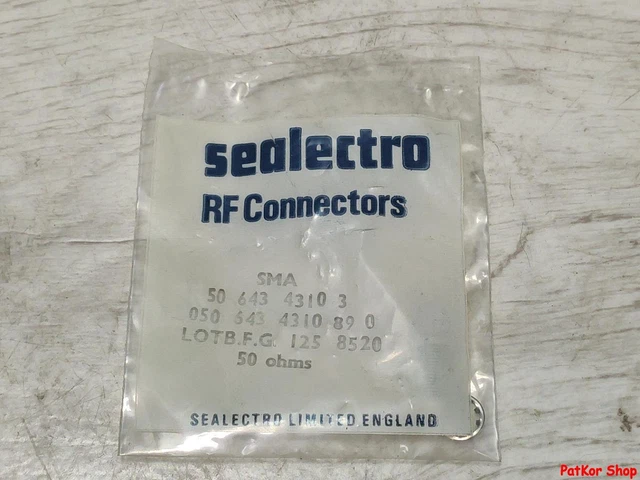 sealectro
RF Connectors
SMA
50 643 4310 3
050 643 4310 89 0
LOTB.F.G. 125 8520
50 ohms
SEALECTRO LIMITED ENGLAND
PatKor Shop